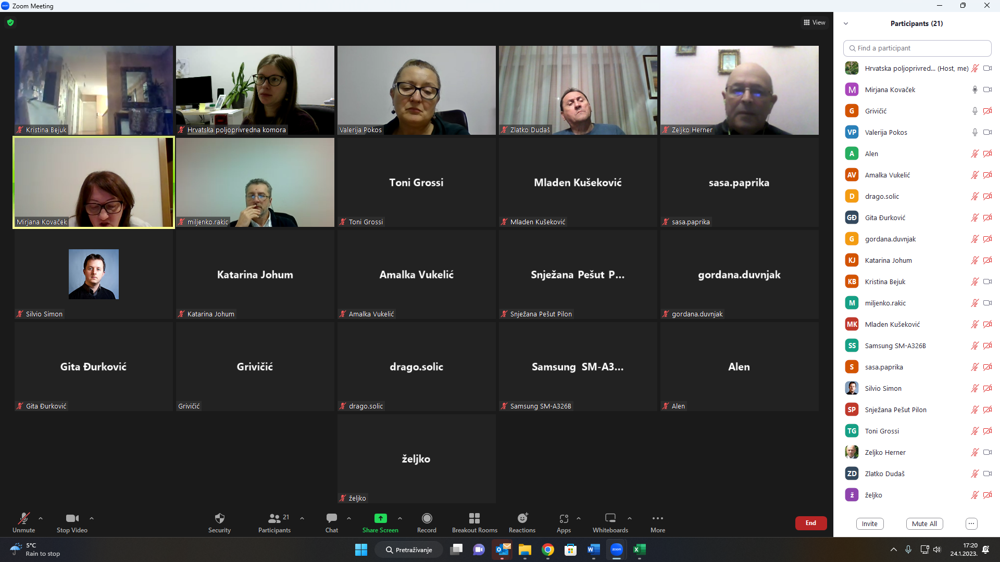 Zoom Meeting
View
Kristina Bejuk
Hrvatska poljoprivredna komora
Valerija Pokos
Zlatko Dudaš
Zeljko Herner
Mirjana Kovaček
miljenko.rakic
Toni Grossi
Toni Grossi
Mladen Kušeković
Mladen Kušeković
sasa.paprika
sasa.paprika
Silvio Simon
Katarina Johum
Katarina Johum
Amalka Vukelić
Amalka Vukelić
Snježana Pešut P...
Snježana Pešut Pilon
gordana.duvnjak
gordana.duvnjak
Gita Đurković
Gita Đurković
Grivičić
Grivičić
drago.solic
drago.solic
Samsung SM-A3...
Samsung SM-A326B
Alen
Alen
željko
željko
Participants (21)
Find a participant
Hrvatska poljoprivred... (Host, me)
M Mirjana Kovaček
G Grivičić
VP Valerija Pokos
A Alen
AV Amalka Vukelić
D drago.solic
GĐ Gita Đurković
G gordana.duvnjak
KJ Katarina Johum
KB Kristina Bejuk
M miljenko.rakic
MK Mladen Kušeković
SS Samsung SM-A326B
S sasa.paprika
Silvio Simon
SP Snježana Pešut Pilon
TG Toni Grossi
Zeljko Herner
ZD Zlatko Dudaš
ž željko
Invite
Mute All
Unmute
Stop Video
Security
Participants
21
Chat
Share Screen
Record
Breakout Rooms
Reactions
Apps
Whiteboards
More
End
5°C
Rain to stop
Pretraživanje
zoom
17:20
24.1.2023.